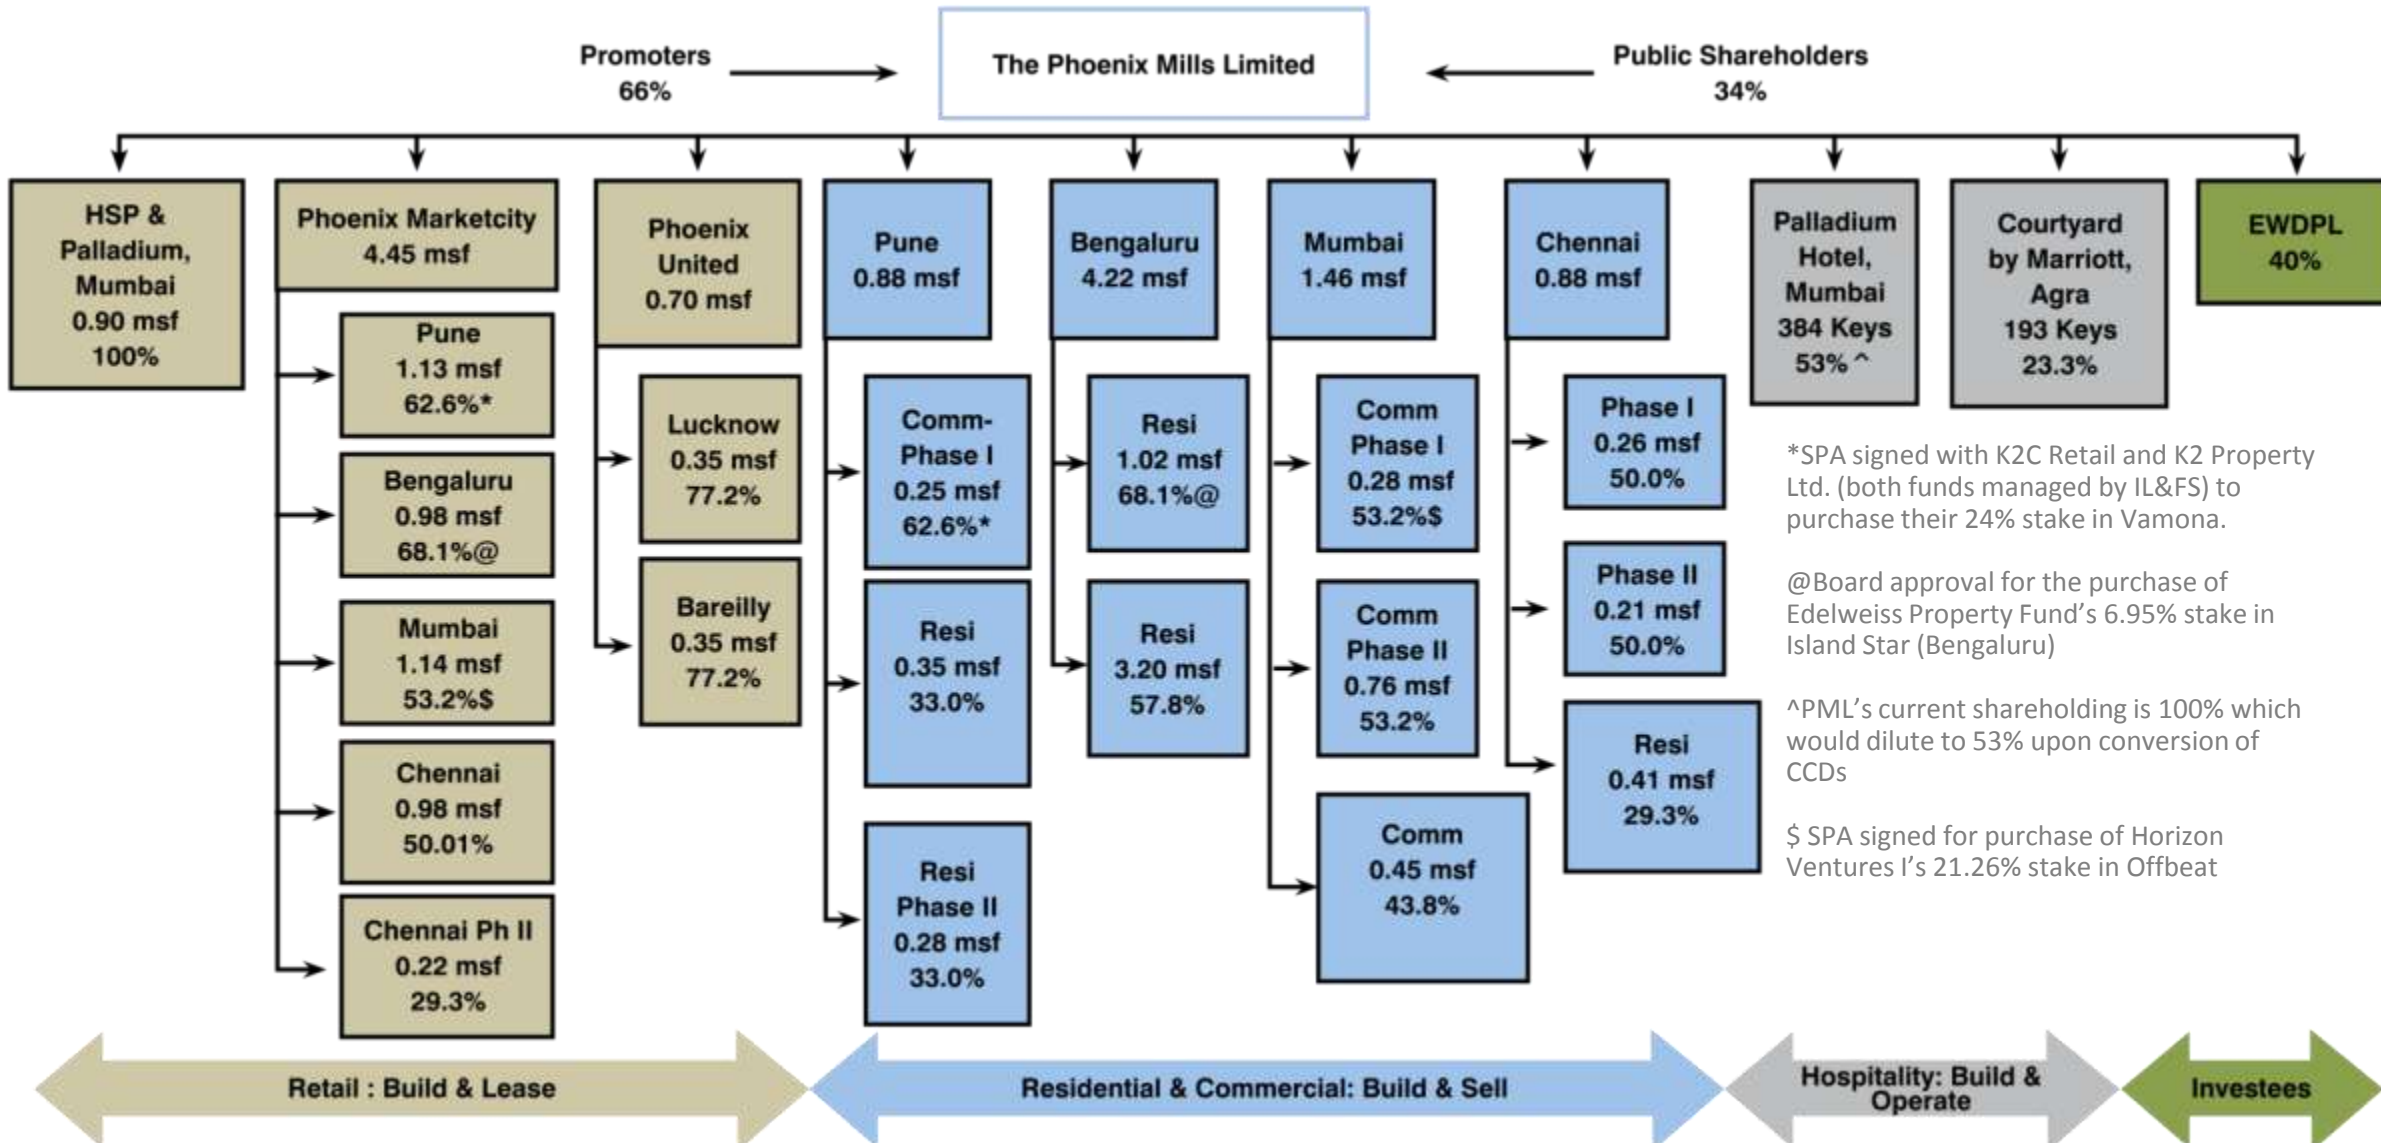 Promoters
66%
The Phoenix Mills Limited
Public Shareholders
34%
HSP &
Palladium,
Mumbai
0.90 msf
100%
Phoenix Marketcity
4.45 msf
Pune
1.13 msf
62.6%*
Bengaluru
0.98 msf
68.1%@
Mumbai
1.14 msf
53.2%$
Chennai
0.98 msf
50.01%
Chennai Ph II
0.22 msf
29.3%
Phoenix
United
0.70 msf
Lucknow
0.35 msf
77.2%
Bareilly
0.35 msf
77.2%
Pune
0.88 msf
Comm-
Phase I
0.25 msf
62.6%*
Resi
0.35 msf
33.0%
Resi
Phase II
0.28 msf
33.0%
Bengaluru
4.22 msf
Resi
1.02 msf
68.1%@
Resi
3.20 msf
57.8%
Mumbai
1.46 msf
Comm
Phase I
0.28 msf
53.2%$
Comm
Phase II
0.76 msf
53.2%
Comm
0.45 msf
43.8%
Chennai
0.88 msf
Phase I
0.26 msf
50.0%
Phase II
0.21 msf
50.0%
Resi
0.41 msf
29.3%
Palladium
Hotel,
Mumbai
384 Keys
53% ^
Courtyard
by Marriott,
Agra
193 Keys
23.3%
EWDPL
40%
*SPA signed with K2C Retail and K2 Property
Ltd. (both funds managed by IL&FS) to
purchase their 24% stake in Vamona.
@Board approval for the purchase of
Edelweiss Property Fund’s 6.95% stake in
Island Star (Bengaluru)
^PML’s current shareholding is 100% which
would dilute to 53% upon conversion of
CCDs
$ SPA signed for purchase of Horizon
Ventures I’s 21.26% stake in Offbeat
Retail : Build & Lease
Residential & Commercial: Build & Sell
Hospitality: Build &
Operate
Investees